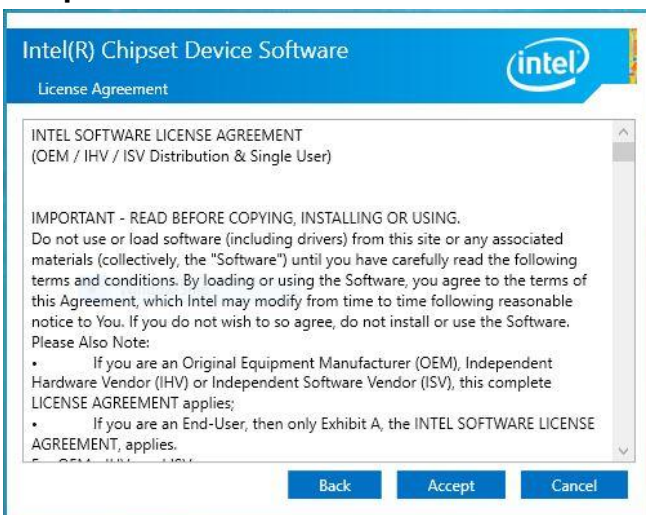 Intel(R) Chipset Device Software
intel
License Agreement
INTEL SOFTWARE LICENSE AGREEMENT
(OEM / IHV / ISV Distribution & Single User)
IMPORTANT - READ BEFORE COPYING, INSTALLING OR USING.
Do not use or load software (including drivers) from this site or any associated
materials (collectively, the "Software") until you have carefully read the following
terms and conditions. By loading or using the Software, you agree to the terms of
this Agreement, which Intel may modify from time to time following reasonable
notice to You. If you do not wish to so agree, do not install or use the Software.
Please Also Note:
• If you are an Original Equipment Manufacturer (OEM), Independent
Hardware Vendor (IHV) or Independent Software Vendor (ISV), this complete
LICENSE AGREEMENT applies;
• If you are an End-User, then only Exhibit A, the INTEL SOFTWARE LICENSE
AGREEMENT, applies.
Back Accept Cancel